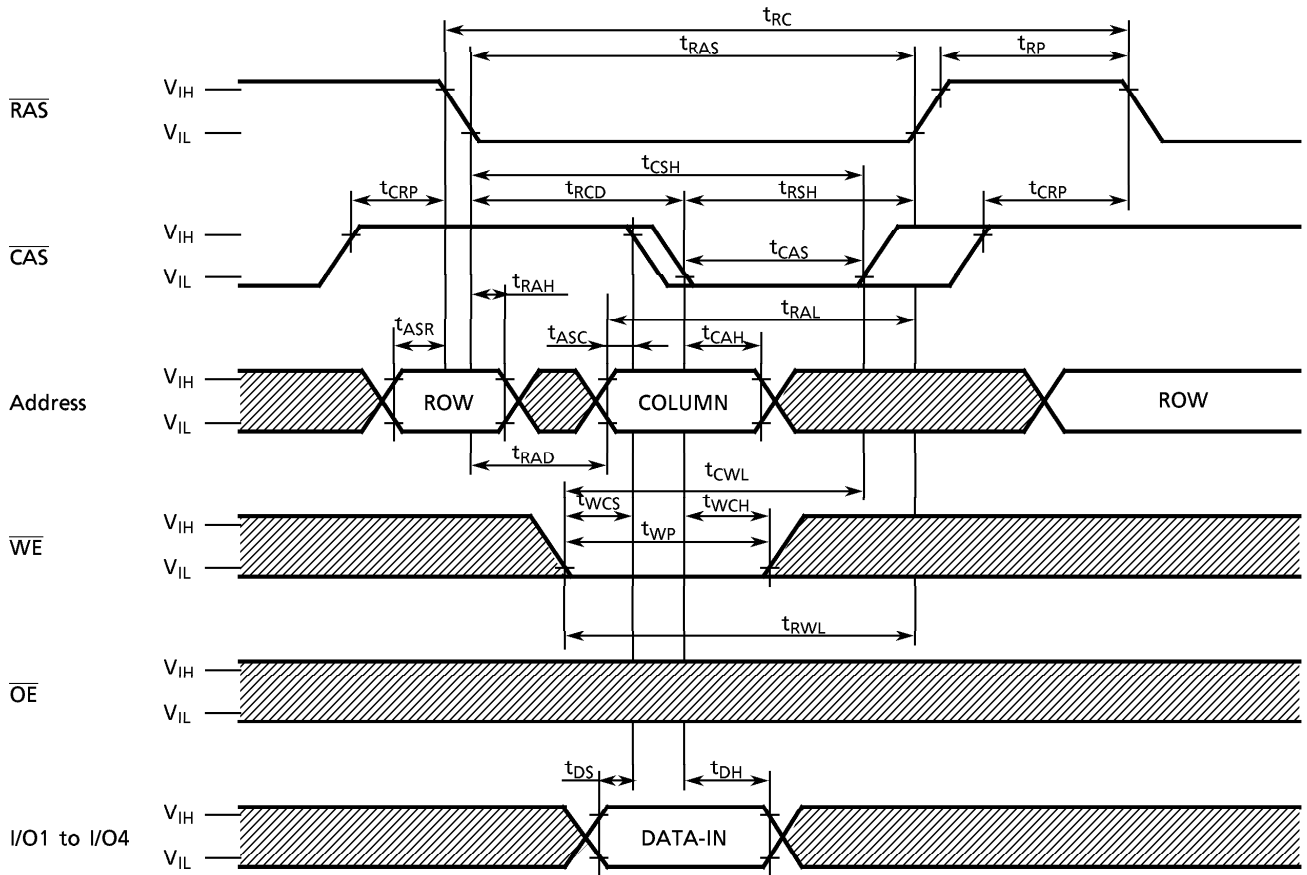 tRC
tRAS
tRP
RAS
VIH
VIL
tCSH
tCRP
tRCD
tRSH
tCRP
CAS
VIH
VIL
tCAS
tRAH
tRAL
tASR
tASC
tCAH
Address
VIH
VIL
ROW
COLUMN
ROW
tRAD
tCWL
tWCS
tWCH
tWP
WE
VIH
VIL
tRWL
OE
VIH
VIL
tDS
tDH
I/O1 to I/O4
VIH
VIL
DATA-IN